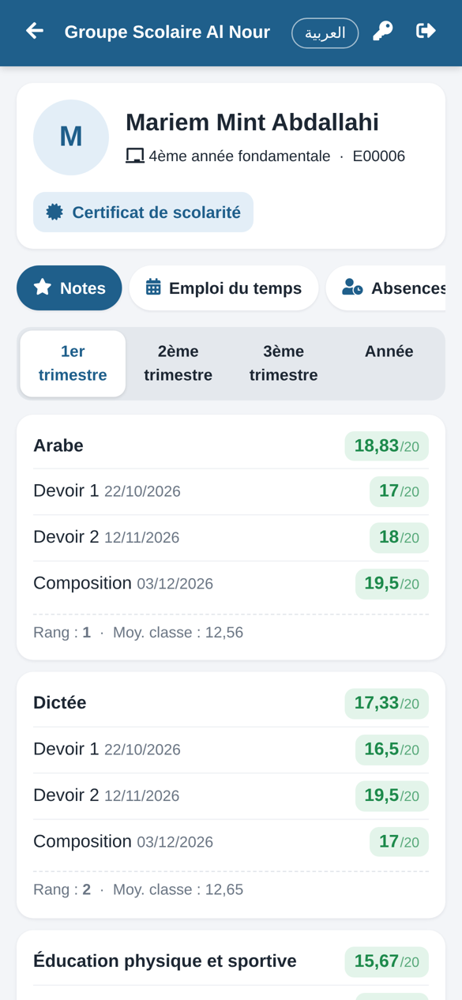 Groupe Scolaire Al Nour
العربية
M
Mariem Mint Abdallahi
4ème année fondamentale · E00006
Certificat de scolarité
Notes
Emploi du temps
Absences
1er trimestre
2ème trimestre
3ème trimestre
Année
Arabe 18,83/20
Devoir 1 22/10/2026 17/20
Devoir 2 12/11/2026 18/20
Composition 03/12/2026 19,5/20
Rang : 1 · Moy. classe : 12,56
Dictée 17,33/20
Devoir 1 22/10/2026 16,5/20
Devoir 2 12/11/2026 19,5/20
Composition 03/12/2026 17/20
Rang : 2 · Moy. classe : 12,65
Éducation physique et sportive 15,67/20